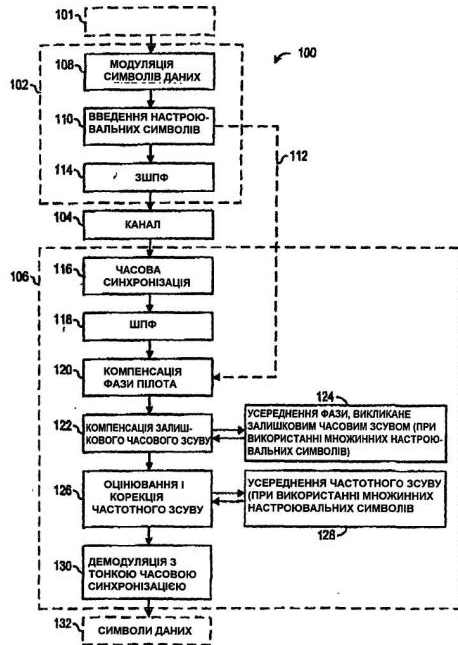 101
100
102
108
МОДУЛЯЦІЯ
СИМВОЛІВ ДАНИХ
110
ВВЕДЕННЯ НАСТРОЮ-
ВАЛЬНИХ СИМВОЛІВ
112
114
ЗШПФ
104
КАНАЛ
106
116
ЧАСОВА
СИНХРОНІЗАЦІЯ
118
ШПФ
120
КОМПЕНСАЦІЯ
ФАЗИ ПІЛОТА
122
КОМПЕНСАЦІЯ ЗАЛИШ-
КОВОГО ЧАСОВОГО ЗСУВУ
124
УСЕРЕДНЕННЯ ФАЗИ, ВИКЛИКАНЕ
ЗАЛИШКОВИМ ЧАСОВИМ ЗСУВОМ (ПРИ
ВИКОРИСТАННІ МНОЖИННИХ НАСТРОЮ-
ВАЛЬНИХ СИМВОЛІВ)
126
ОЦІНЮВАННЯ І
КОРЕКЦІЯ
ЧАСТОТНОГО ЗСУВУ
УСЕРЕДНЕННЯ ЧАСТОТНОГО ЗСУВУ
(ПРИ ВИКОРИСТАННІ МНОЖИННИХ
НАСТРОЮВАЛЬНИХ СИМВОЛІВ
128
130
ДЕМОДУЛЯЦІЯ З
ТОНКОЮ ЧАСОВОЮ
СИНХРОНІЗАЦІЄЮ
132
СИМВОЛИ ДАНИХ